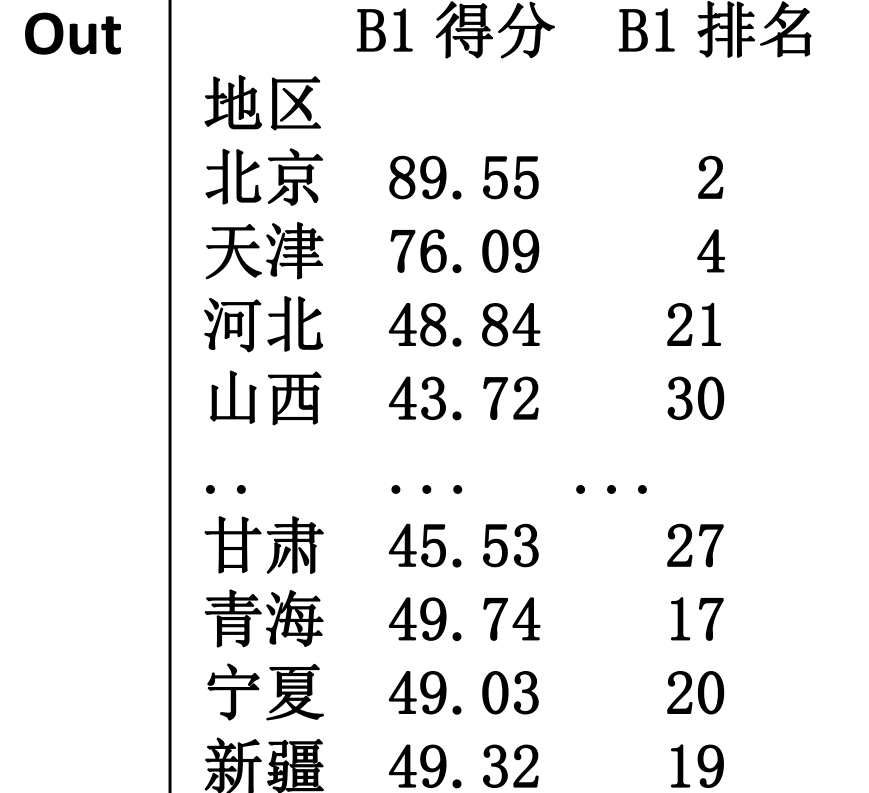 Out B1 得分 B1 排名
地区
北京 89.55 2
天津 76.09 4
河北 48.84 21
山西 43.72 30
.. ... ...
甘肃 45.53 27
青海 49.74 17
宁夏 49.03 20
新疆 49.32 19